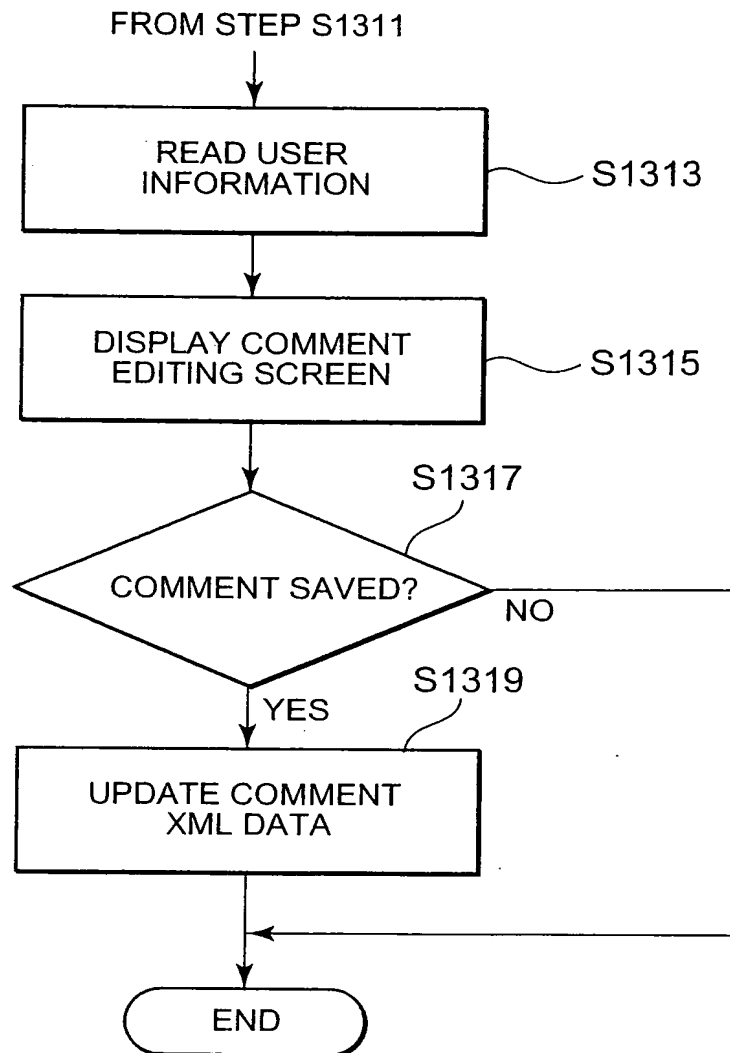 FROM STEP S1311
READ USER
INFORMATION
S1313
DISPLAY COMMENT
EDITING SCREEN
S1315
S1317
COMMENT SAVED?
NO
YES
S1319
UPDATE COMMENT
XML DATA
END